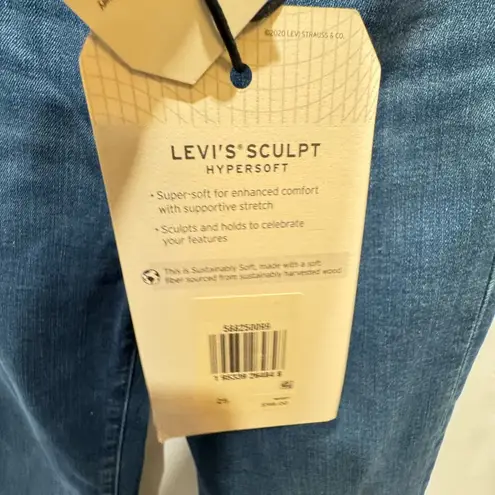 ©2020 LEVI STRAUSS & CO.
LEVI'S® SCULPT
HYPERSOFT
• Super-soft for enhanced comfort
with supportive stretch
• Sculpts and holds to celebrate
your features
This is Sustainably Soft, made with a soft
fiber sourced from sustainably harvested wood
568250099